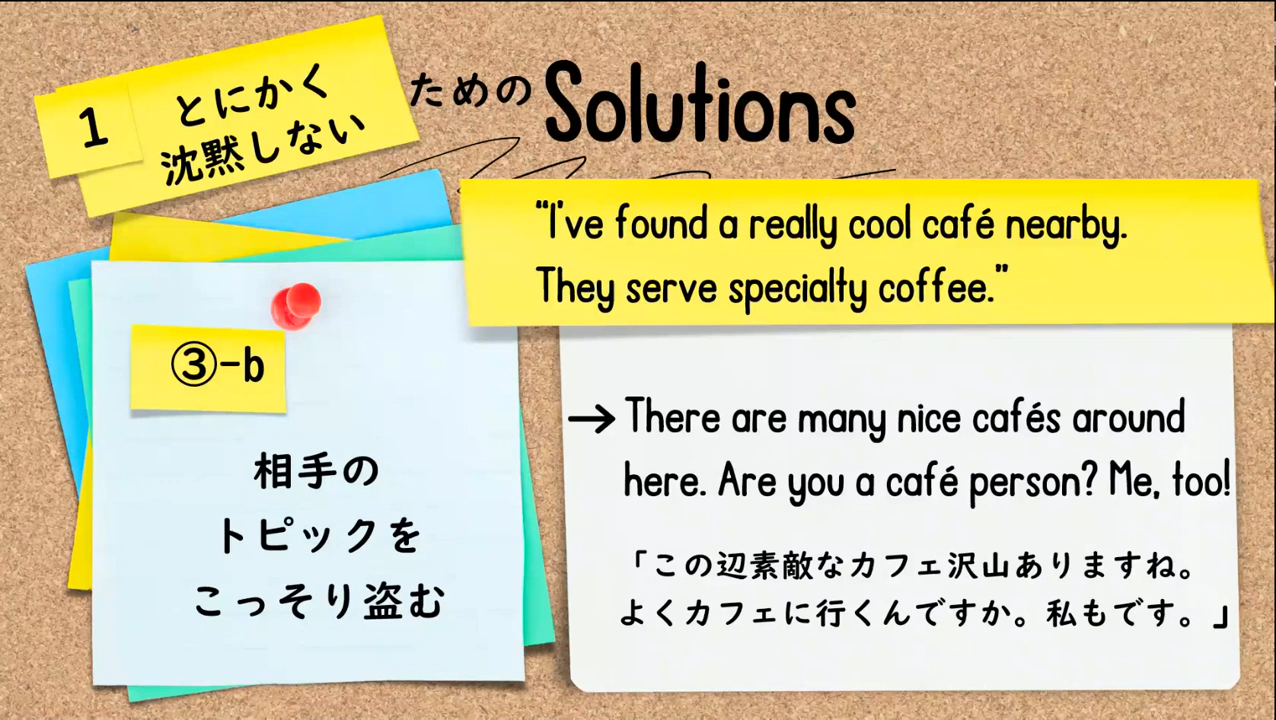 1
とにかく
沈黙しない
ための Solutions
"I've found a really cool café nearby.
They serve specialty coffee."
③-b
相手の
トピックを
こっそり盗む
→There are many nice cafés around
here. Are you a café person? Me, too!
「この辺素敵なカフェ沢山ありますね。
よくカフェに行くんですか。私もです。」